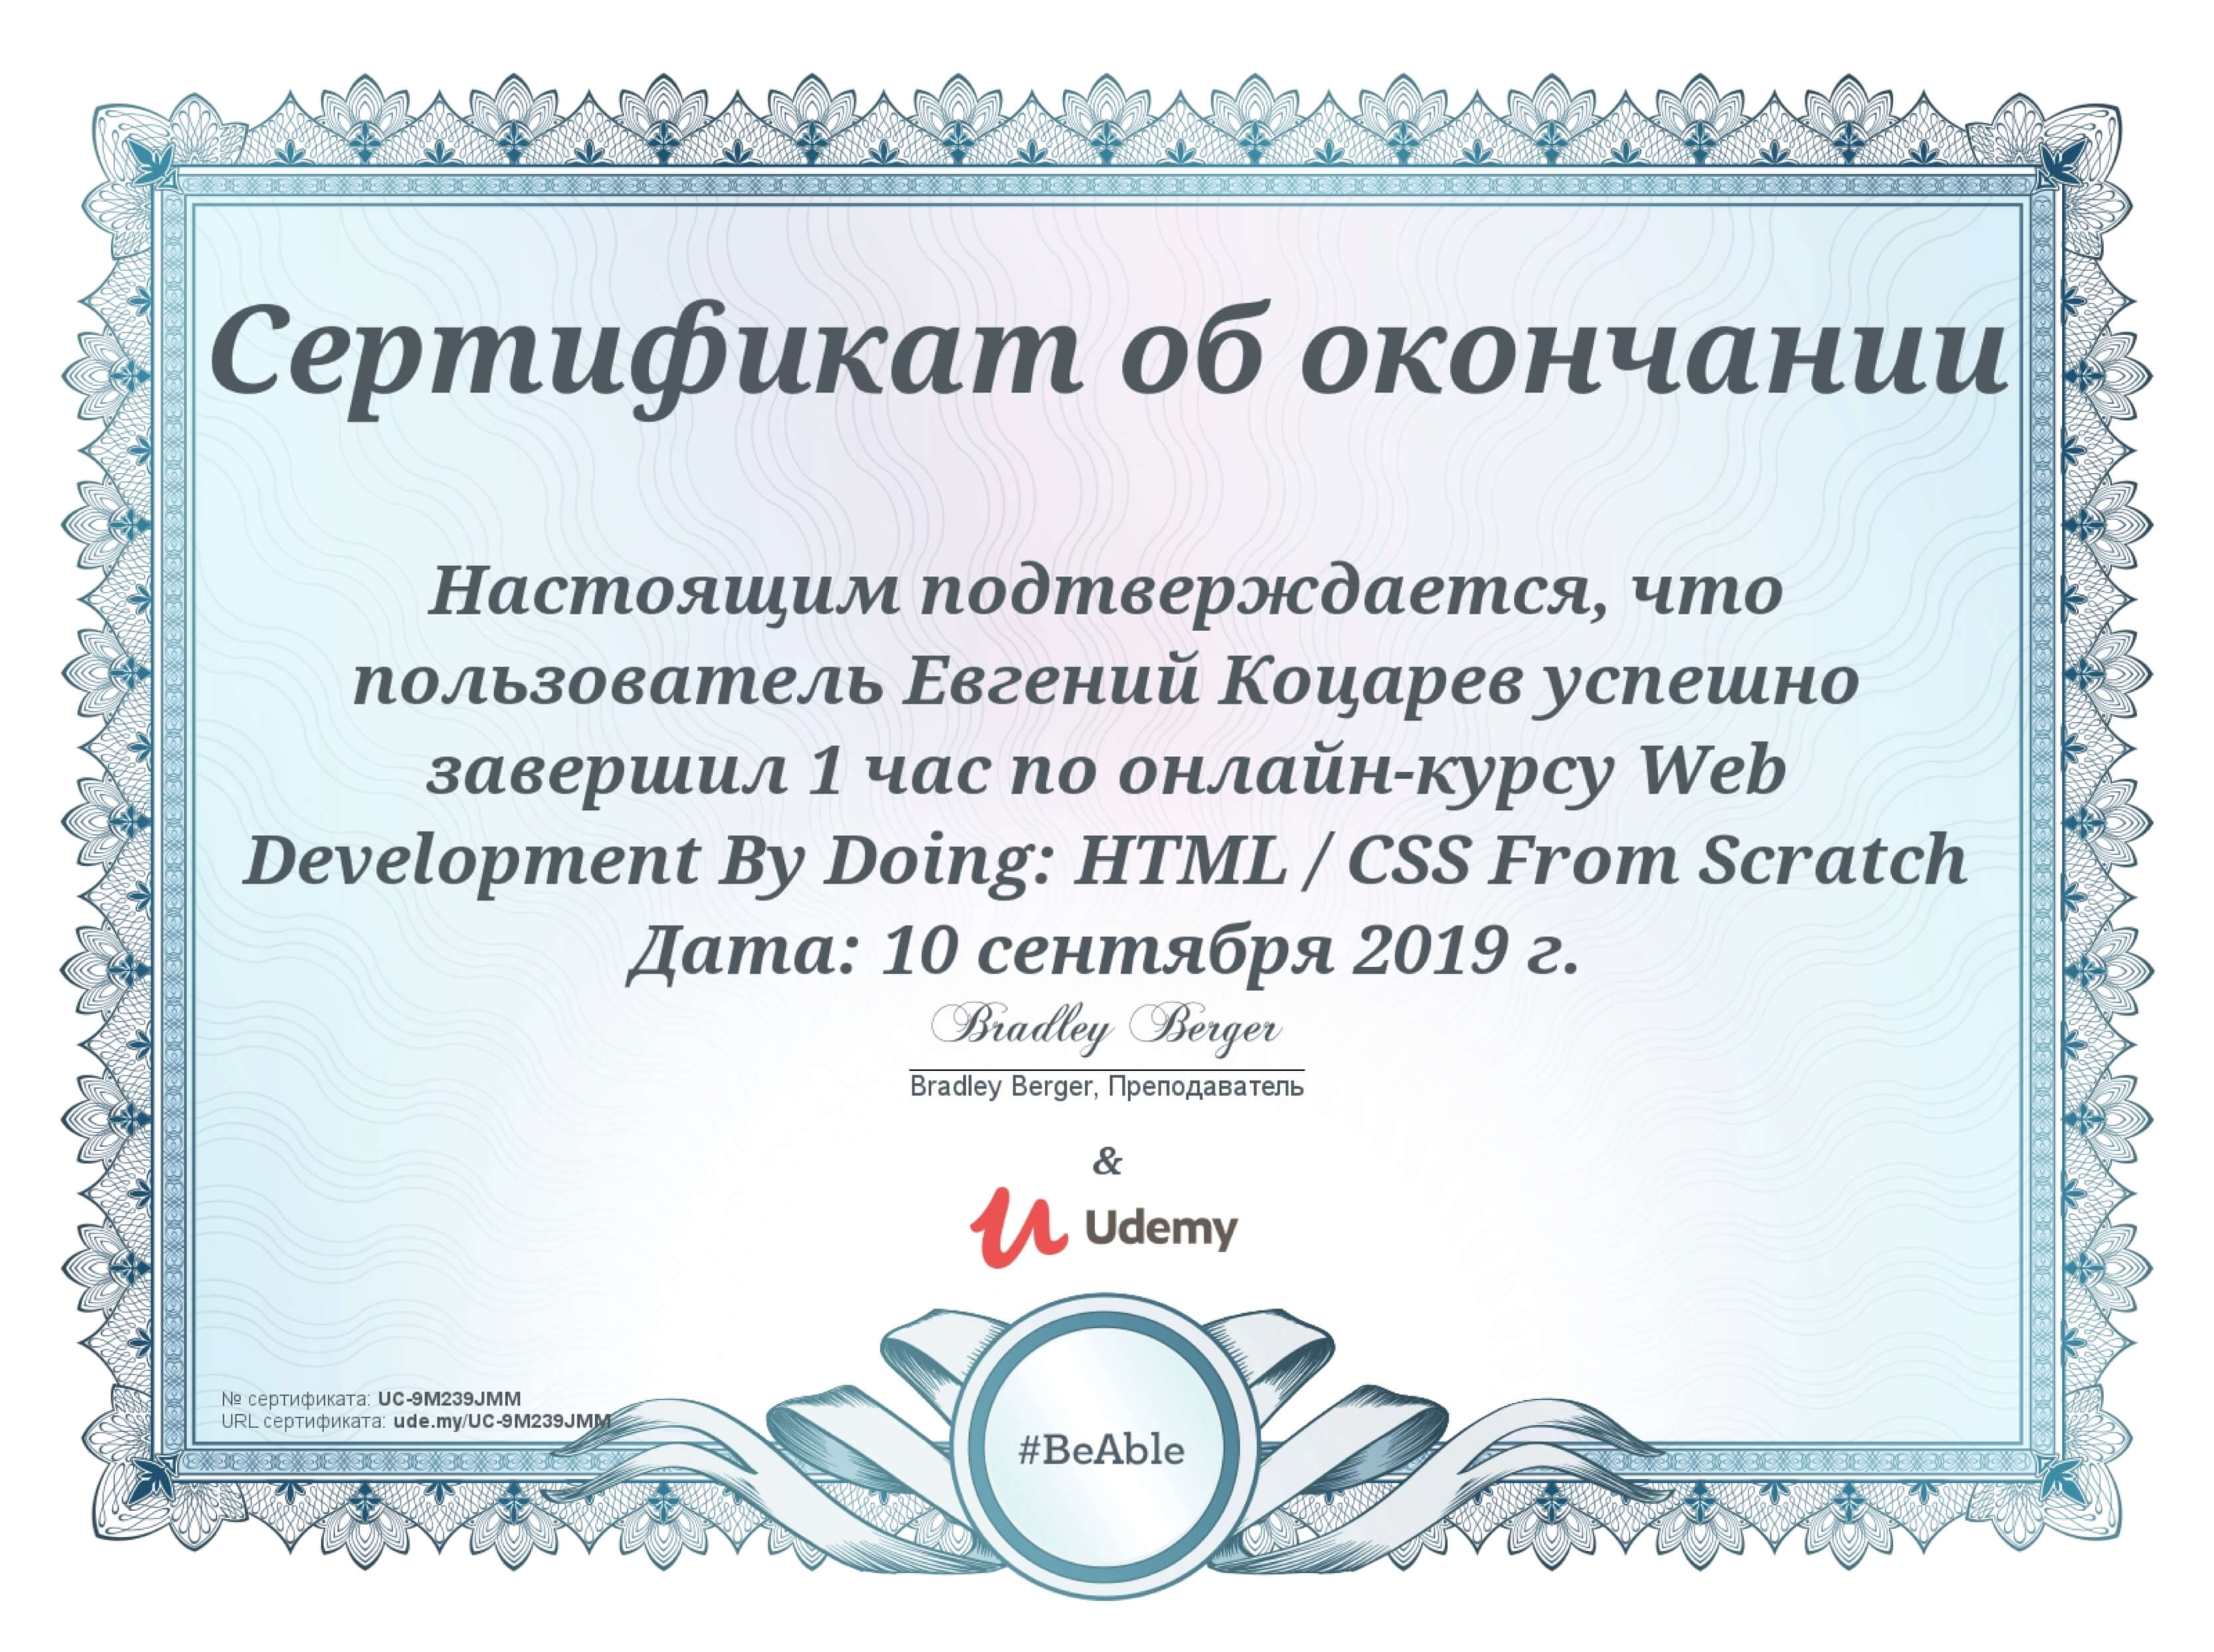 Сертификат об окончании
Настоящим подтверждается, что
пользователь Евгений Коцарев успешно
завершил 1 час по онлайн-курсу Web
Development By Doing: HTML / CSS From Scratch
Дата: 10 сентября 2019 г.
Bradley Berger
Bradley Berger, Преподаватель
&
Udemy
№ сертификата: UC-9M239JMM
URL сертификата: ude.my/UC-9M239JMM
#BeAble